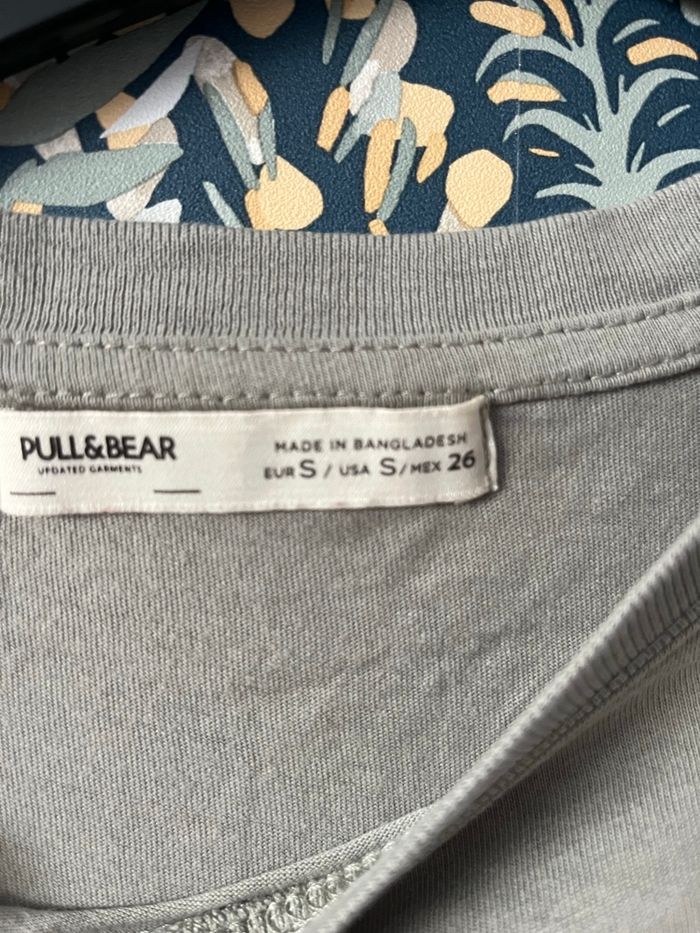 PULL&BEAR
UPDATED GARMENTS
MADE IN BANGLADESH
EUR S / USA S / MEX 26